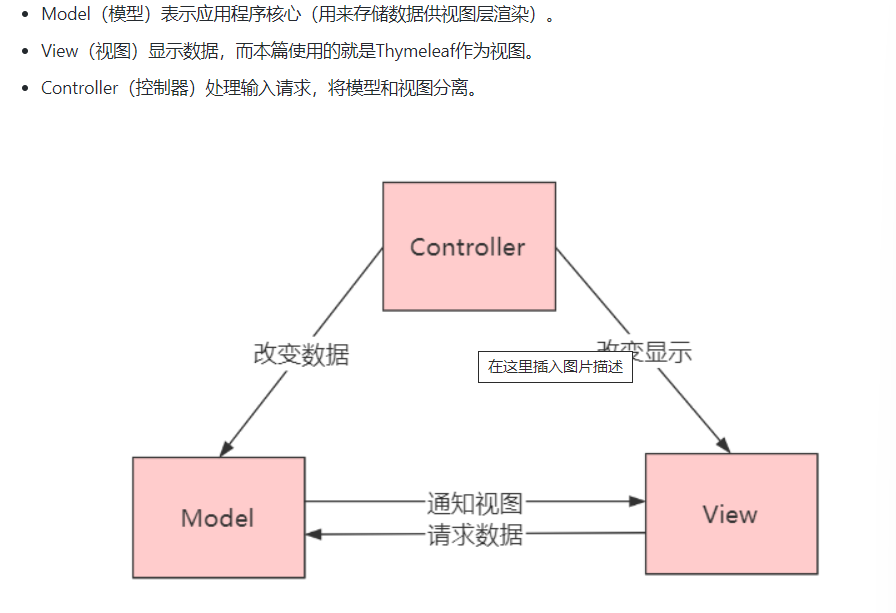 Model（模型）表示应用程序核心（用来存储数据供视图层渲染）。
View（视图）显示数据，而本篇使用的就是Thymeleaf作为视图。
Controller（控制器）处理输入请求，将模型和视图分离。
Controller
改变数据
改变显示
在这里插入图片描述
Model
通知视图
请求数据
View